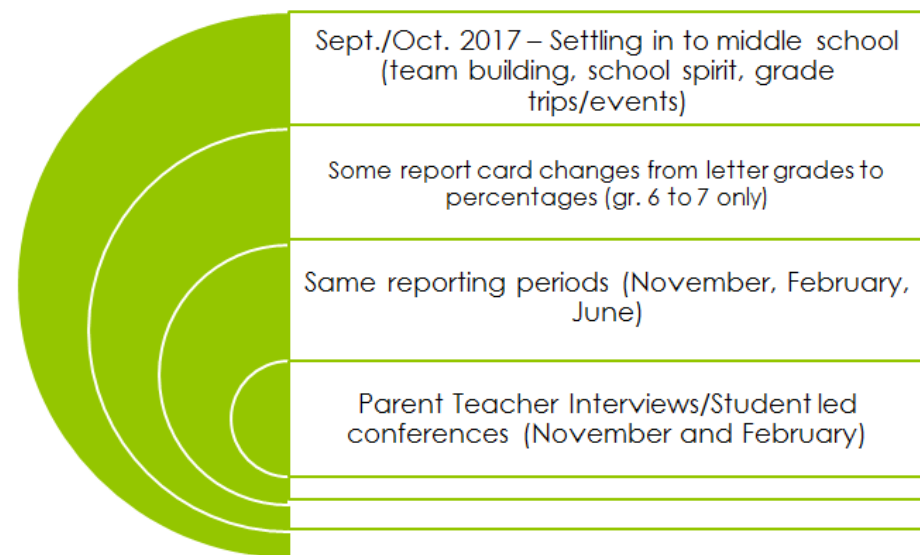 Sept./Oct. 2017 – Settling in to middle school
(team building, school spirit, grade
trips/events)
Some report card changes from letter grades to
percentages (gr. 6 to 7 only)
Same reporting periods (November, February,
June)
Parent Teacher Interviews/Student led
conferences (November and February)